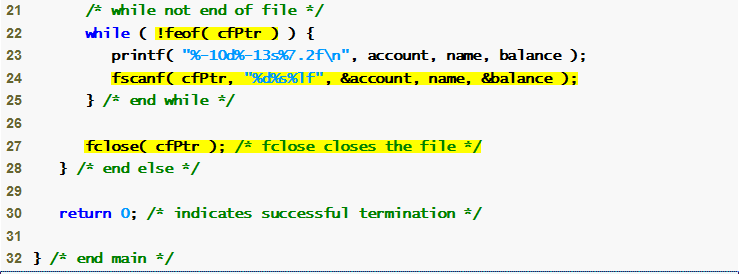 21 /* while not end of file */
22 while ( !feof( cfPtr ) ) {
23 printf( "%-10d%-13s%7.2f\n", account, name, balance );
24 fscanf( cfPtr, "%d%s%lf", &account, name, &balance );
25 } /* end while */
26
27 fclose( cfPtr ); /* fclose closes the file */
28 } /* end else */
29
30 return 0; /* indicates successful termination */
31
32 } /* end main */